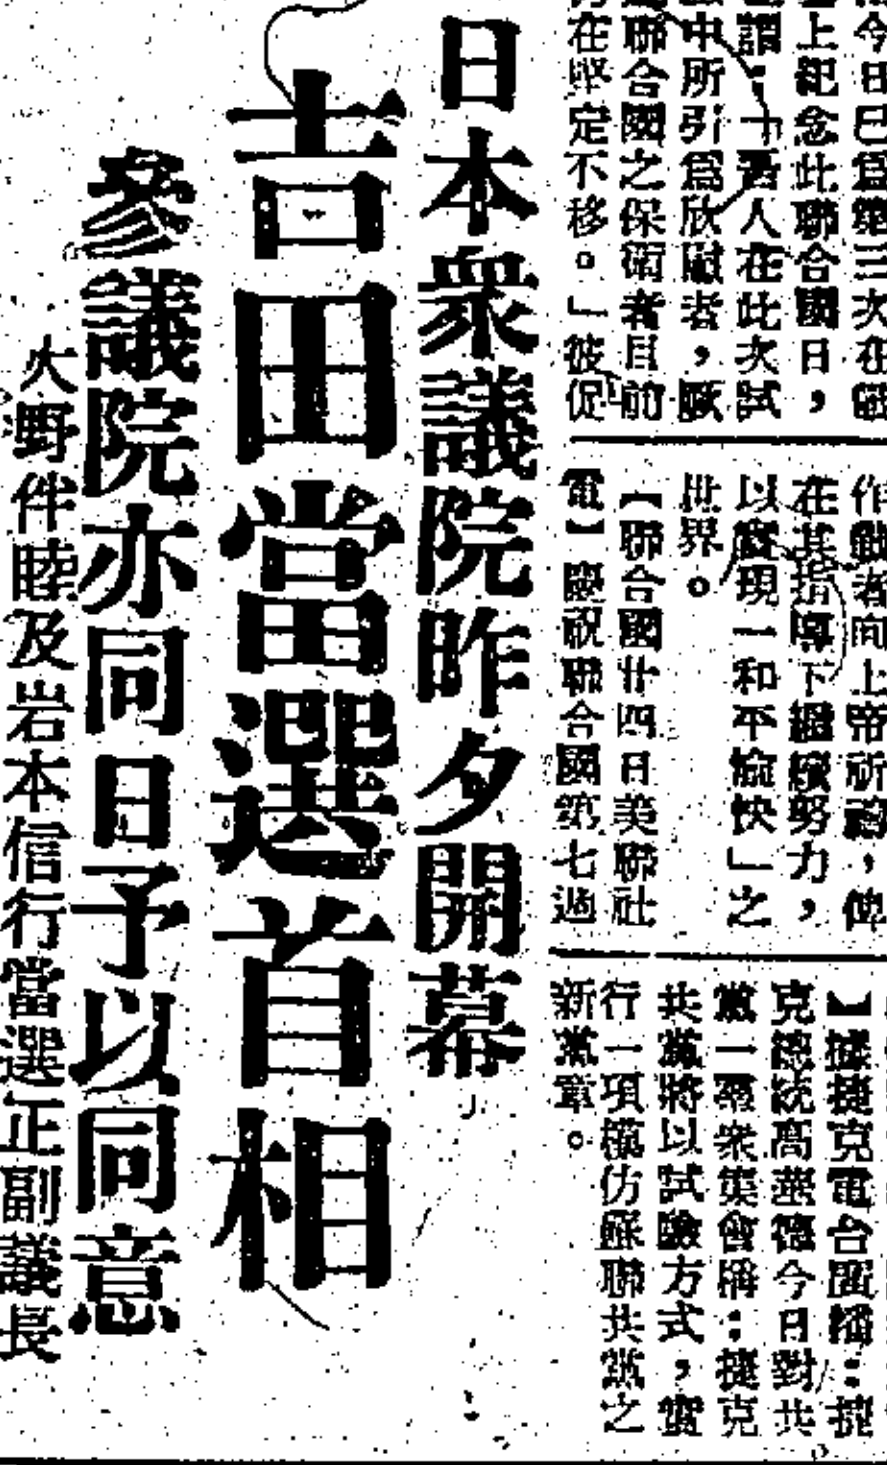 今日已爲第三次在
上紀念此聯合國日，
謂：「吾人在此次試
中所引爲欣慰者，厥
聯合國之保衛者目前
在堅定不移。」彼促
作戰者向上帝祈禱，俾
在其指導下繼續努力，
以實現一和平愉快」之
世界。
【聯合國廿四日美聯社
電】慶祝聯合國第七週
】據捷克電台廣播：捷
克總統高華德今日對共
黨一羣衆集會稱：捷克
共黨將以試驗方式，實
行一項模仿蘇聯共黨之
新黨章。
日本衆議院昨夕開幕
吉田當選首相
參議院亦同日予以同意
大野伴睦及岩本信行當選正副議長